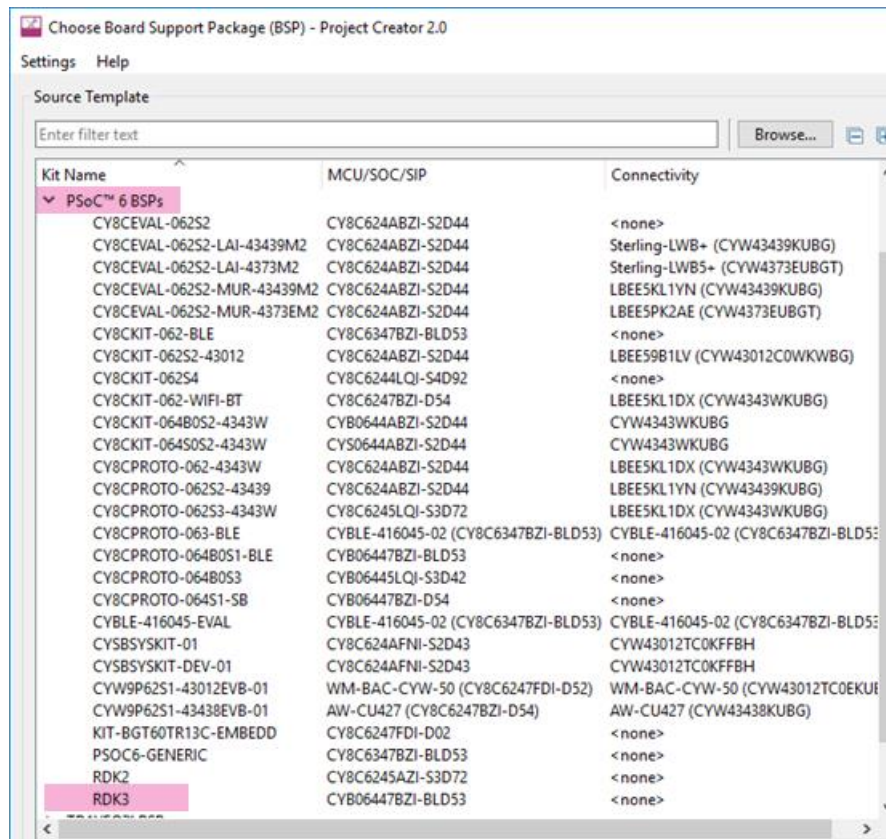 Choose Board Support Package (BSP) - Project Creator 2.0
Settings Help
Source Template
Enter filter text Browse...
Kit Name MCU/SOC/SIP Connectivity
PSoC™ 6 BSPs
CY8CEVAL-062S2 CY8C624ABZI-S2D44 <none>
CY8CEVAL-062S2-LAI-43439M2 CY8C624ABZI-S2D44 Sterling-LWB+ (CYW43439KUBG)
CY8CEVAL-062S2-LAI-4373M2 CY8C624ABZI-S2D44 Sterling-LWB5+ (CYW4373EUBGT)
CY8CEVAL-062S2-MUR-43439M2 CY8C624ABZI-S2D44 LBEE5KL1YN (CYW43439KUBG)
CY8CEVAL-062S2-MUR-4373EM2 CY8C624ABZI-S2D44 LBEE5PK2AE (CYW4373EUBGT)
CY8CKIT-062-BLE CY8C6347BZI-BLD53 <none>
CY8CKIT-062S2-43012 CY8C624ABZI-S2D44 LBEE59B1LV (CYW43012C0WKWBG)
CY8CKIT-062S4 CY8C6244LQI-S4D92 <none>
CY8CKIT-062-WIFI-BT CY8C6247BZI-D54 LBEE5KL1DX (CYW4343WKUBG)
CY8CKIT-064B0S2-4343W CYB0644ABZI-S2D44 CYW4343WKUBG
CY8CKIT-064S0S2-4343W CYS0644ABZI-S2D44 CYW4343WKUBG
CY8CPROTO-062-4343W CY8C624ABZI-S2D44 LBEE5KL1DX (CYW4343WKUBG)
CY8CPROTO-062S2-43439 CY8C624ABZI-S2D44 LBEE5KL1YN (CYW43439KUBG)
CY8CPROTO-062S3-4343W CY8C6245LQI-S3D72 LBEE5KL1DX (CYW4343WKUBG)
CY8CPROTO-063-BLE CYBLE-416045-02 (CY8C6347BZI-BLD53) CYBLE-416045-02 (CY8C6347BZI-BLD53
CY8CPROTO-064B0S1-BLE CYB06447BZI-BLD53 <none>
CY8CPROTO-064B0S3 CYB06445LQI-S3D42 <none>
CY8CPROTO-064S1-SB CYB06447BZI-D54 <none>
CYBLE-416045-EVAL CYBLE-416045-02 (CY8C6347BZI-BLD53) CYBLE-416045-02 (CY8C6347BZI-BLD53
CYSBSYSKIT-01 CY8C624AFNI-S2D43 CYW43012TC0KFFBH
CYSBSYSKIT-DEV-01 CY8C624AFNI-S2D43 CYW43012TC0KFFBH
CYW9P62S1-43012EVB-01 WM-BAC-CYW-50 (CY8C6247FDI-D52) WM-BAC-CYW-50 (CYW43012TC0EKUE
CYW9P62S1-43438EVB-01 AW-CU427 (CY8C6247BZI-D54) AW-CU427 (CYW43438KUBG)
KIT-BGT60TR13C-EMBEDD CY8C6247FDI-D02 <none>
PSOC6-GENERIC CY8C6347BZI-BLD53 <none>
RDK2 CY8C6245AZI-S3D72 <none>
RDK3 CYB06447BZI-BLD53 <none>